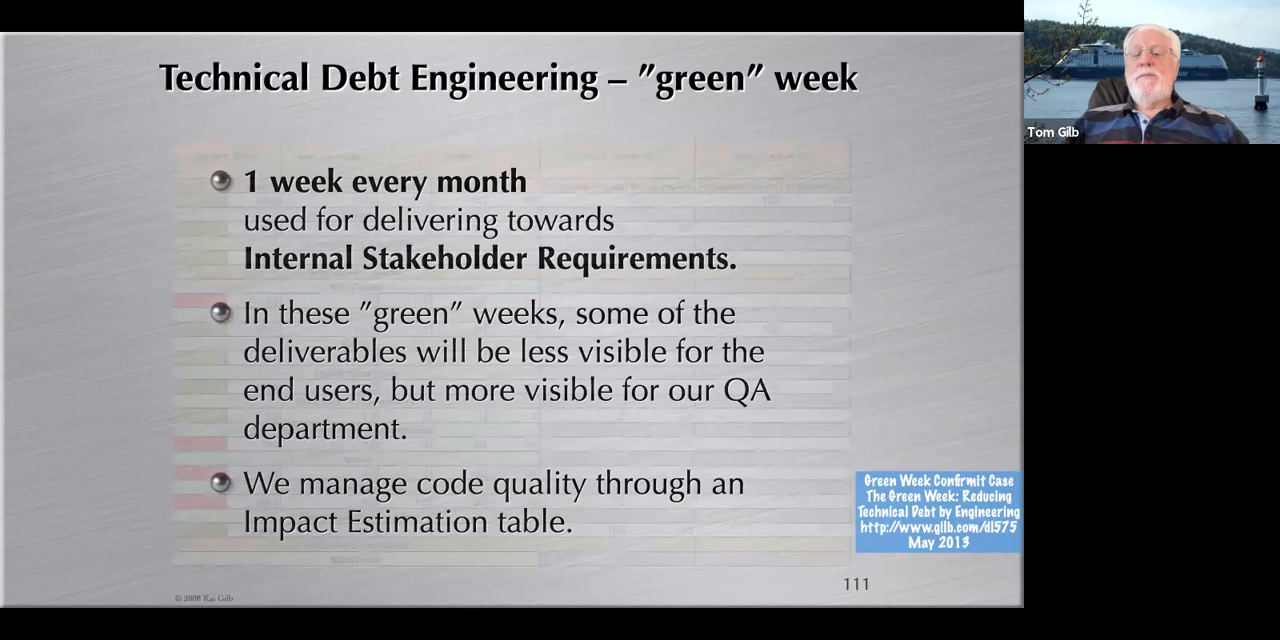 Technical Debt Engineering – ”green” week
1 week every month
used for delivering towards
Internal Stakeholder Requirements.
In these ”green” weeks, some of the
deliverables will be less visible for the
end users, but more visible for our QA
department.
We manage code quality through an
Impact Estimation table.
Green Week Confirmit Case
The Green Week: Reducing
Technical Debt by Engineering
http://www.gilb.com/dl575
May 2013
111
© 2008 Kai Gilb
Tom Gilb